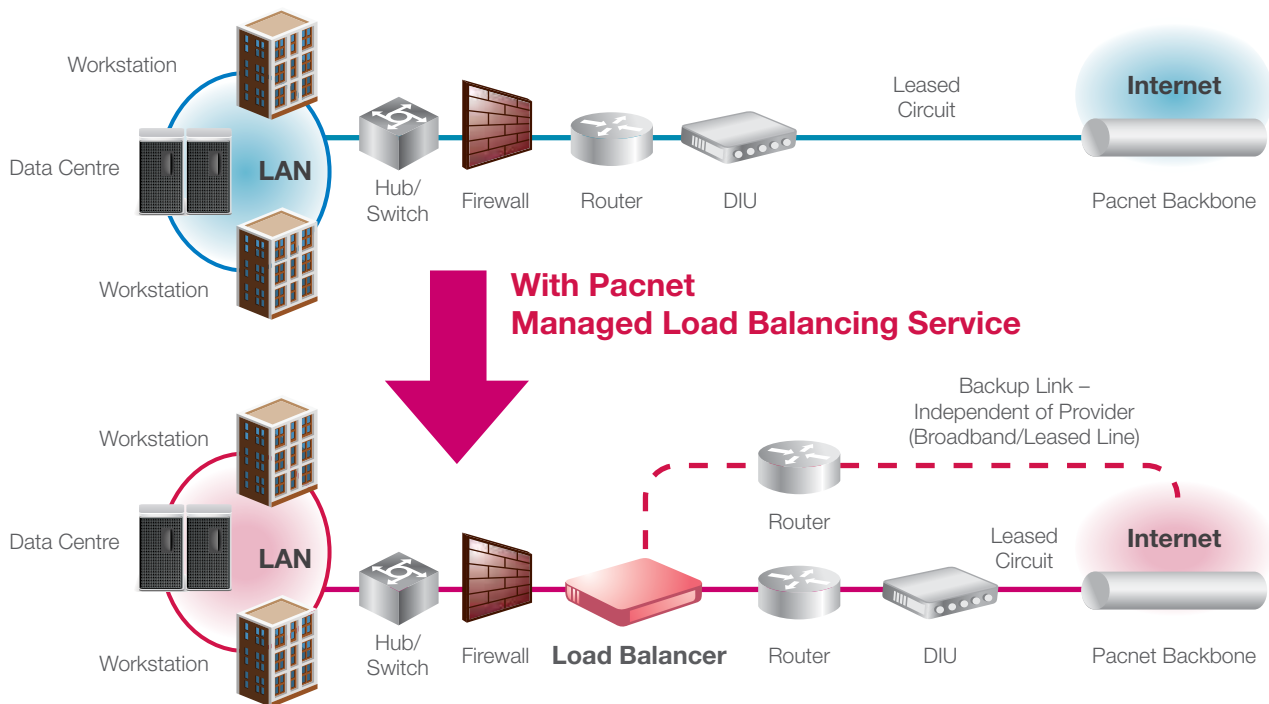 Workstation
Data Centre
LAN
Workstation
Hub/
Switch
Firewall
Router
DIU
Leased
Circuit
Internet
Pacnet Backbone
With Pacnet
Managed Load Balancing Service
Backup Link –
Independent of Provider
(Broadband/Leased Line)
Router
Workstation
Data Centre
LAN
Workstation
Hub/
Switch
Firewall
Load Balancer
Router
DIU
Leased
Circuit
Internet
Pacnet Backbone